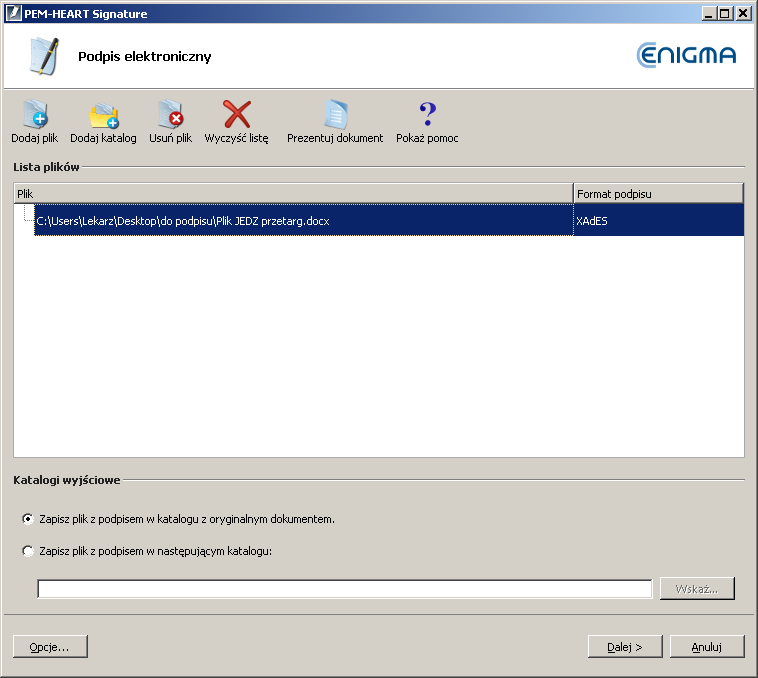 PEM-HEART Signature
Podpis elektroniczny
ENIGMA
Dodaj plik Dodaj katalog Usuń plik Wyczyść listę Prezentuj dokument Pokaż pomoc
Lista plików
Plik Format podpisu
C:\Users\Lekarz\Desktop\do podpisu\Plik JEDZ przetarg.docx XAdES
Katalogi wyjściowe
Zapisz plik z podpisem w katalogu z oryginalnym dokumentem.
Zapisz plik z podpisem w następującym katalogu:
Wskaż...
Opcje... Dalej > Anuluj